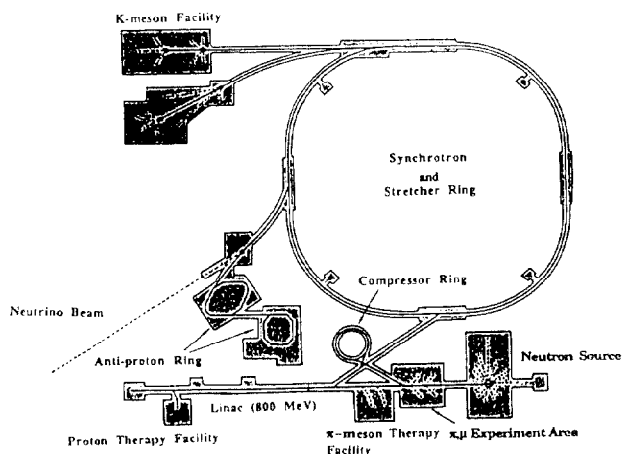 K-meson Facility
Synchrotron
and
Stretcher Ring
Compressor Ring
Neutrino Beam
Anti-proton Ring
Neutron Source
Linac (800 MeV)
Proton Therapy Facility
π-meson Therapy
Facility
π,μ Experiment Area